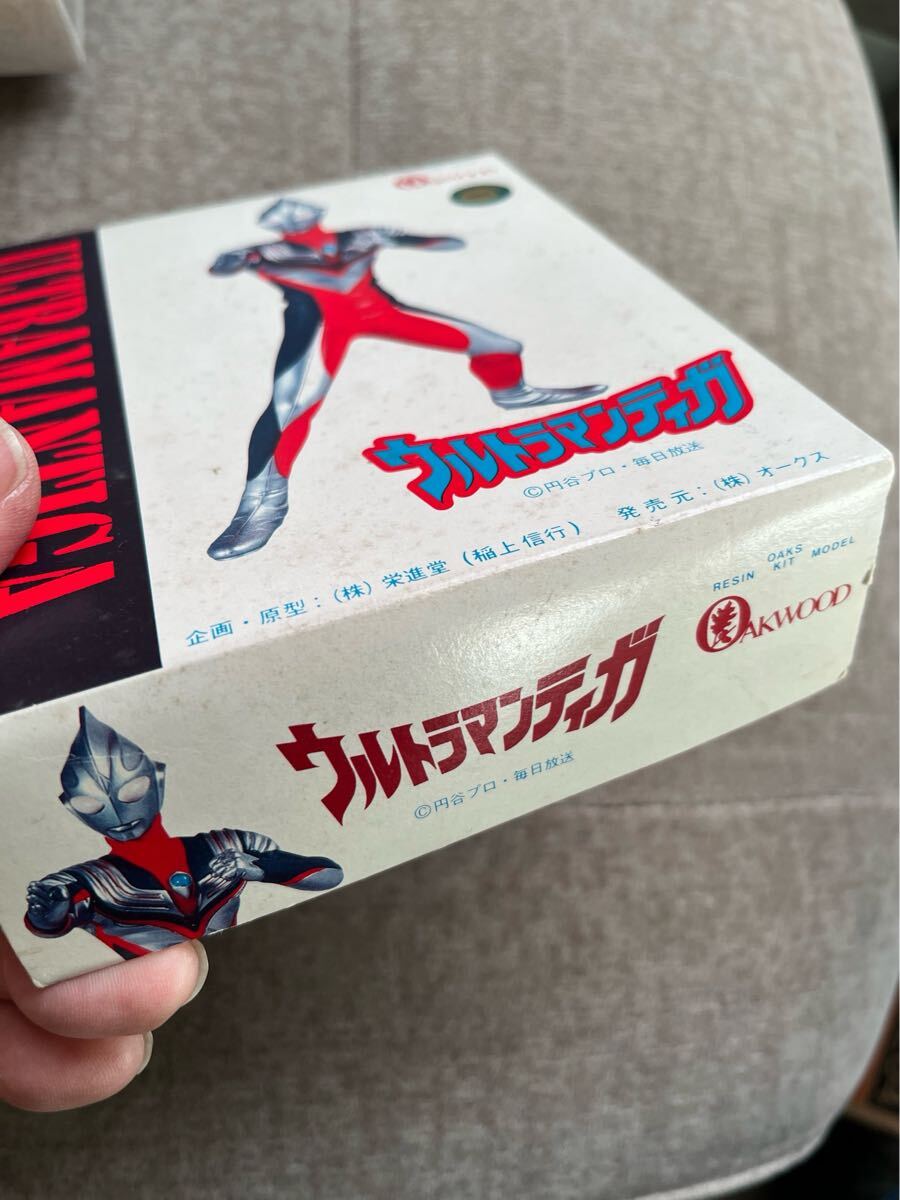 ULTRAMAN TIGA
ウルトラマンティガ
©円谷プロ・毎日放送
企画・原型：(株)栄進堂(稲上信行) 発売元：(株)オークス
OAKS
RESIN KIT MODEL
OAKWOOD
ウルトラマンティガ
©円谷プロ・毎日放送